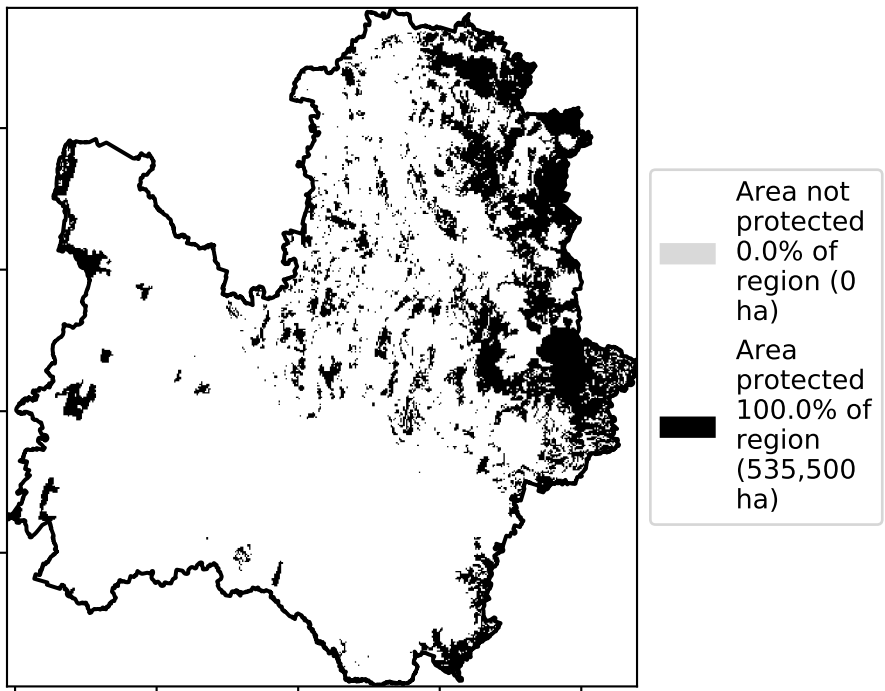 Area not
protected
0.0% of
region (0
ha)
Area
protected
100.0% of
region
(535,500
ha)